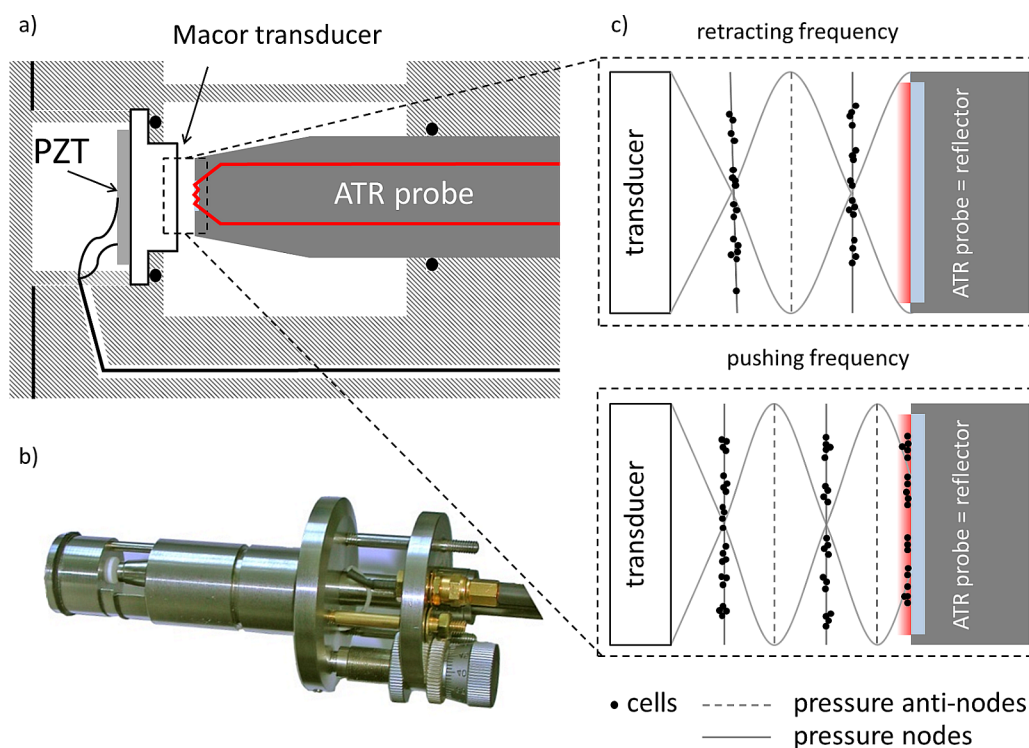 a)
Macor transducer
PZT
ATR probe
b)
c)
retracting frequency
transducer
ATR probe = reflector
pushing frequency
transducer
ATR probe = reflector
cells
pressure anti-nodes
pressure nodes